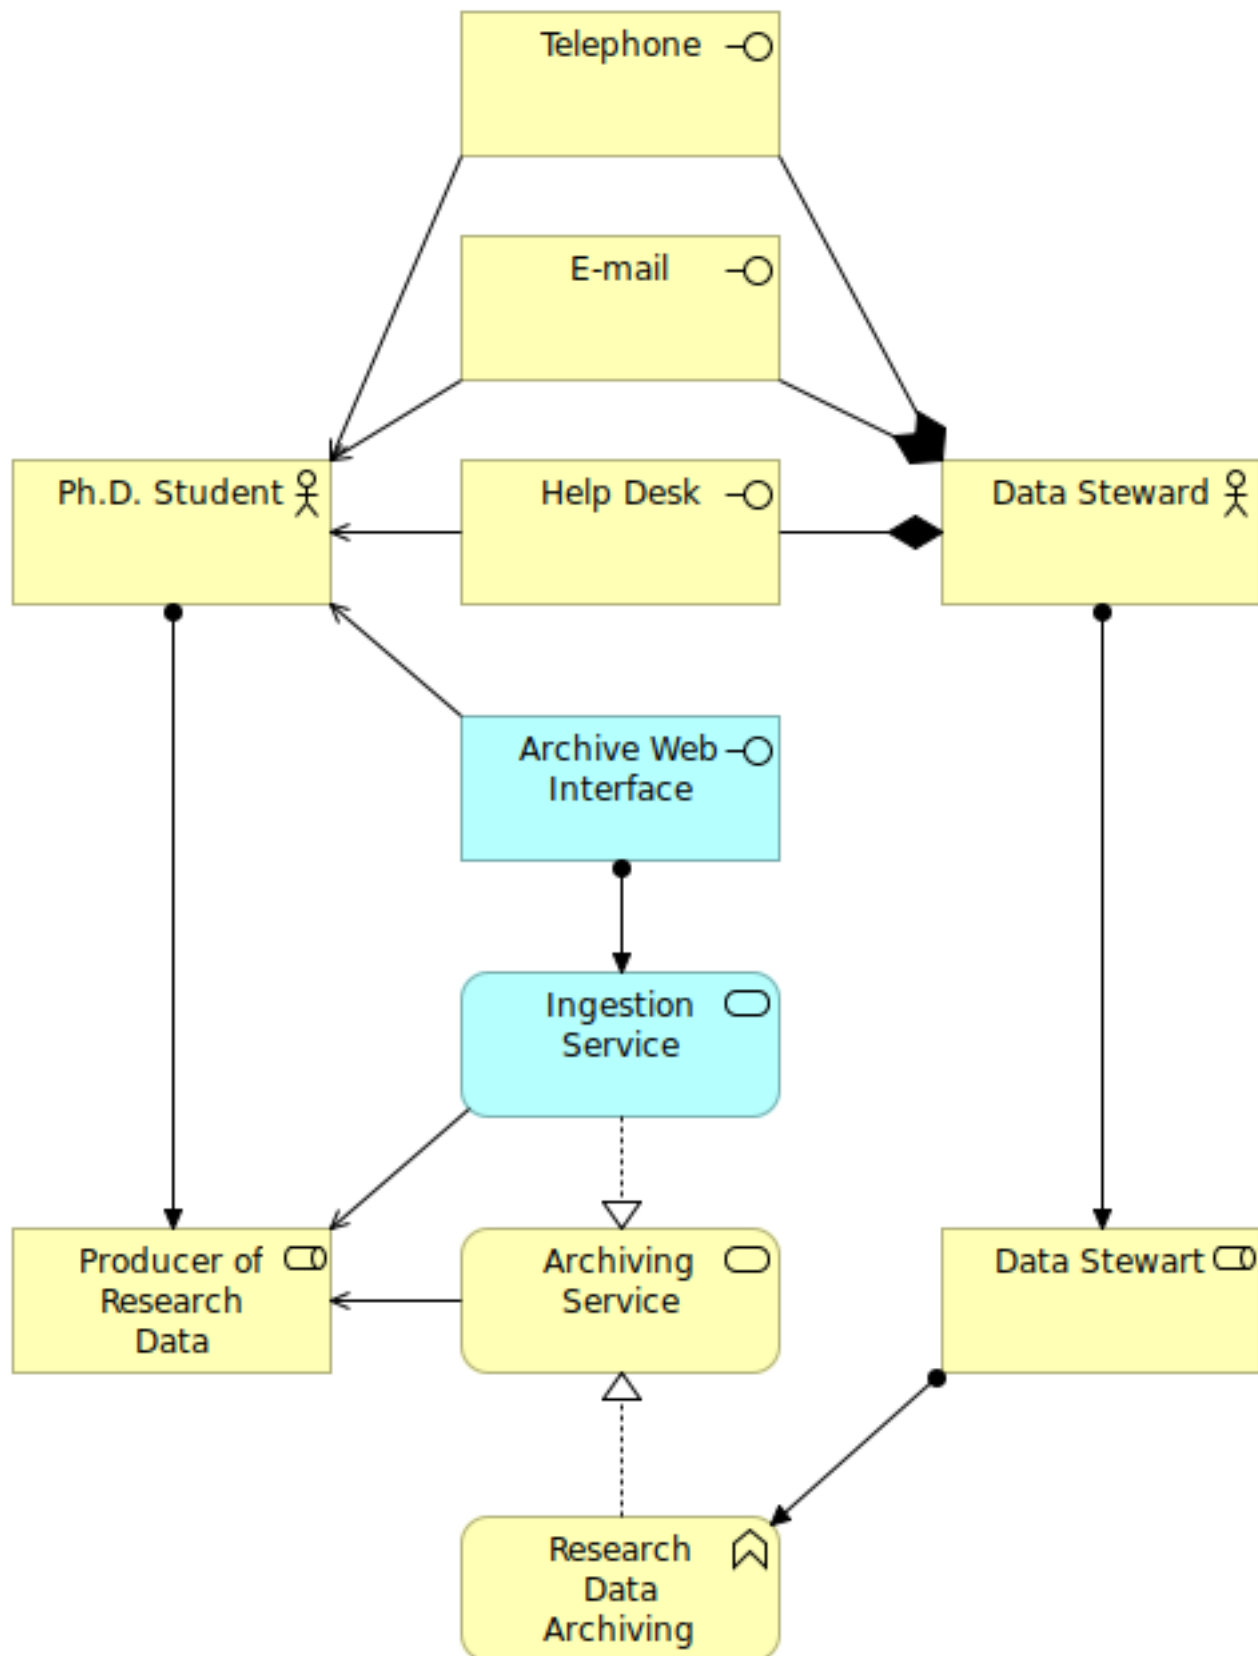 Telephone
E-mail
Ph.D. Student
Help Desk
Data Steward
Archive Web
Interface
Ingestion
Service
Producer of
Research
Data
Archiving
Service
Data Stewart
Research
Data
Archiving